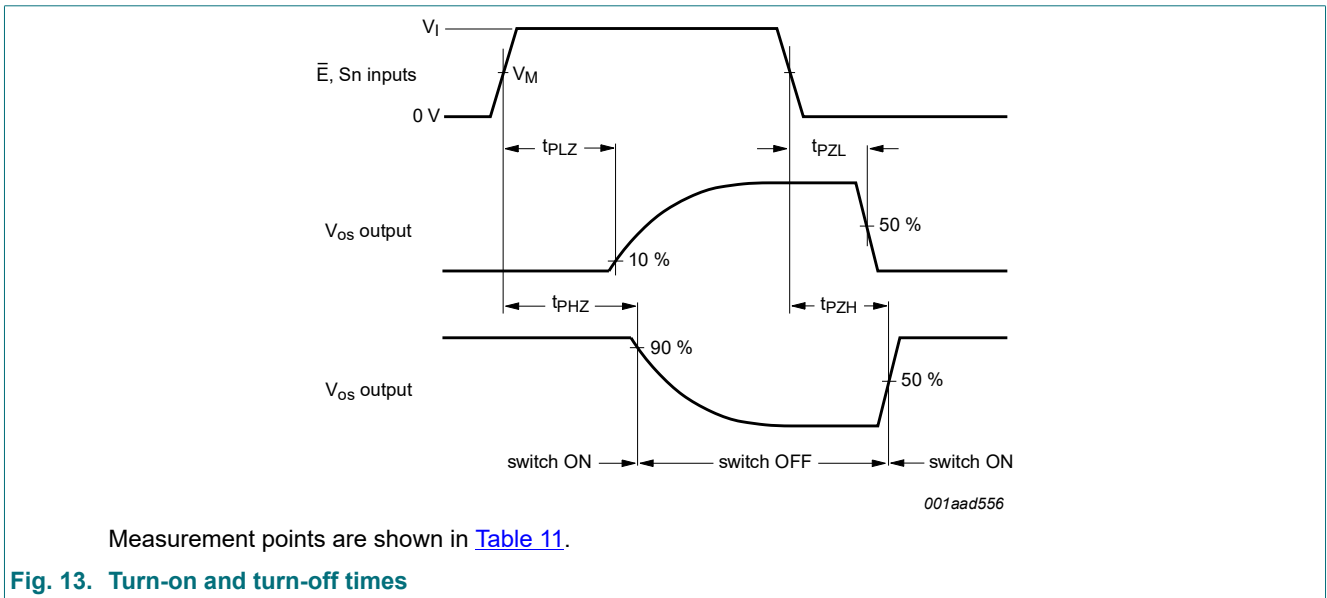 V_I
E̅, Sn inputs
V_M
0 V
t_PLZ
t_PZL
V_os output
50 %
10 %
t_PHZ
t_PZH
90 %
V_os output
50 %
switch ON
switch OFF
switch ON
001aad556
Measurement points are shown in Table 11.
Fig. 13. Turn-on and turn-off times